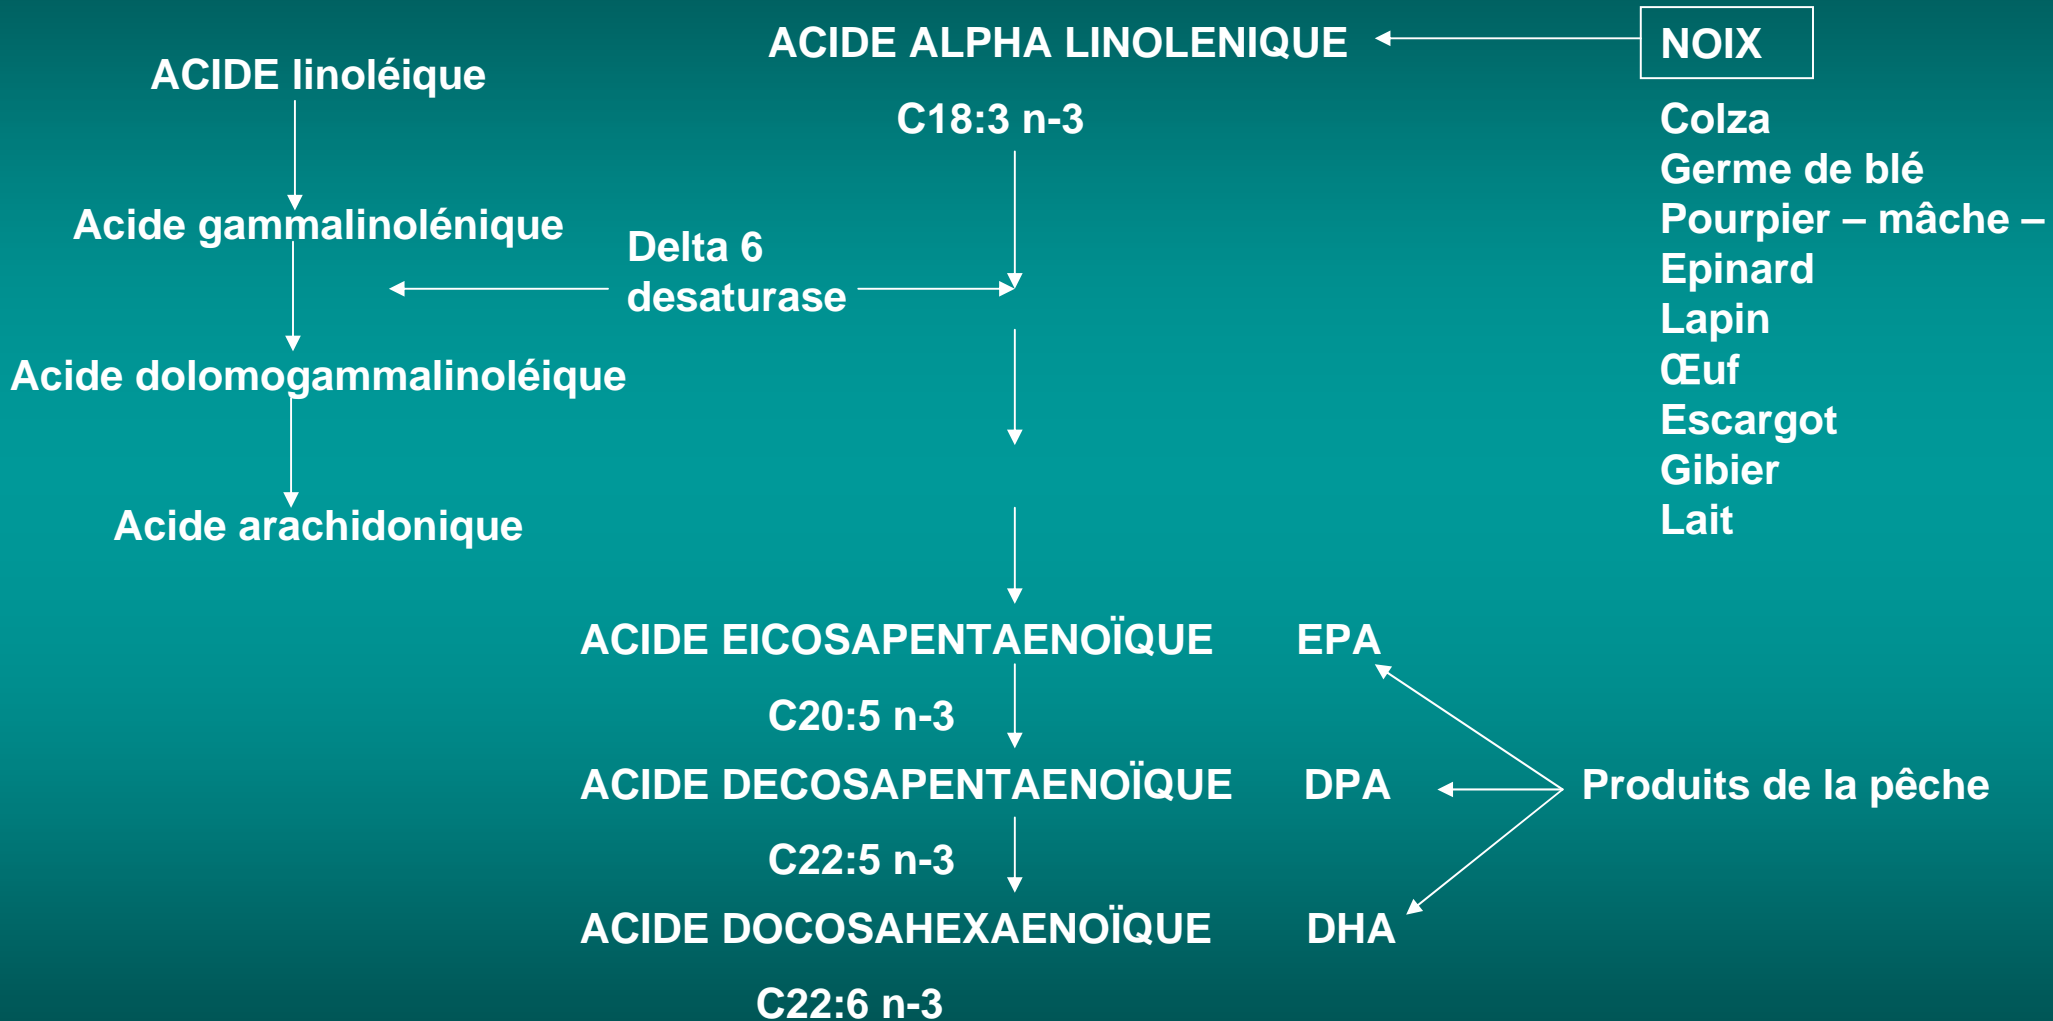 ACIDE ALPHA LINOLENIQUE
NOIX
ACIDE linoléique
C18:3 n-3
Colza
Germe de blé
Pourpier – mâche –
Epinard
Lapin
Œuf
Escargot
Gibier
Lait
Acide gammalinolénique
Delta 6
desaturase
Acide dolomogammalinoléique
Acide arachidonique
ACIDE EICOSAPENTAENOÏQUE EPA
C20:5 n-3
ACIDE DECOSAPENTAENOÏQUE DPA
Produits de la pêche
C22:5 n-3
ACIDE DOCOSAHEXAENOÏQUE DHA
C22:6 n-3